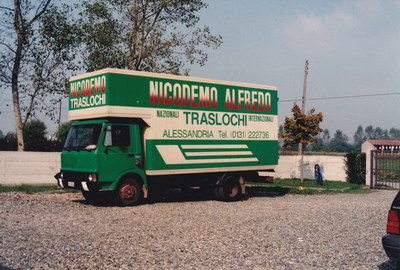 NICODEMO
TRASLOCHI
NICODEMO ALFREDO
NAZIONALI TRASLOCHI INTERNAZIONALI
ALESSANDRIA Tel. (0131) 222736